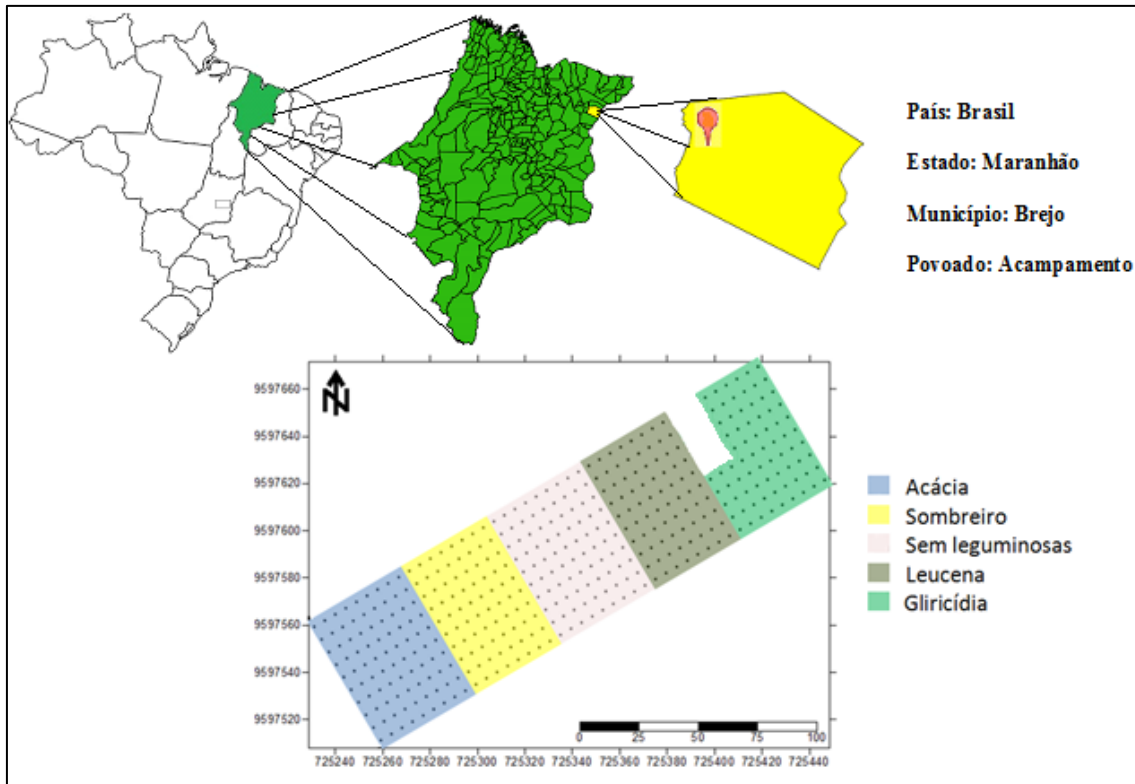 País: Brasil
Estado: Maranhão
Município: Brejo
Povoado: Acampamento
N
9597660
9597640
9597620
9597600
9597580
9597560
9597540
9597520
725240 725260 725280 725300 725320 725340 725360 725380 725400 725420 725440
0 25 50 75 100
Acácia
Sombreiro
Sem leguminosas
Leucena
Gliricídia